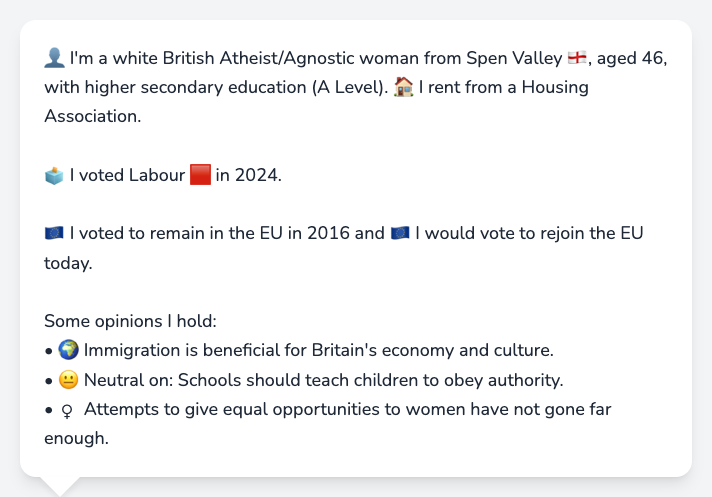 👤 I'm a white British Atheist/Agnostic woman from Spen Valley 🏴󠁧󠁢󠁥󠁮󠁧󠁿, aged 46,
with higher secondary education (A Level). 🏠 I rent from a Housing
Association.
🗳️ I voted Labour 🟥 in 2024.
🇪🇺 I voted to remain in the EU in 2016 and 🇪🇺 I would vote to rejoin the EU
today.
Some opinions I hold:
• 🌍 Immigration is beneficial for Britain's economy and culture.
• 😐 Neutral on: Schools should teach children to obey authority.
• ♀ Attempts to give equal opportunities to women have not gone far
enough.